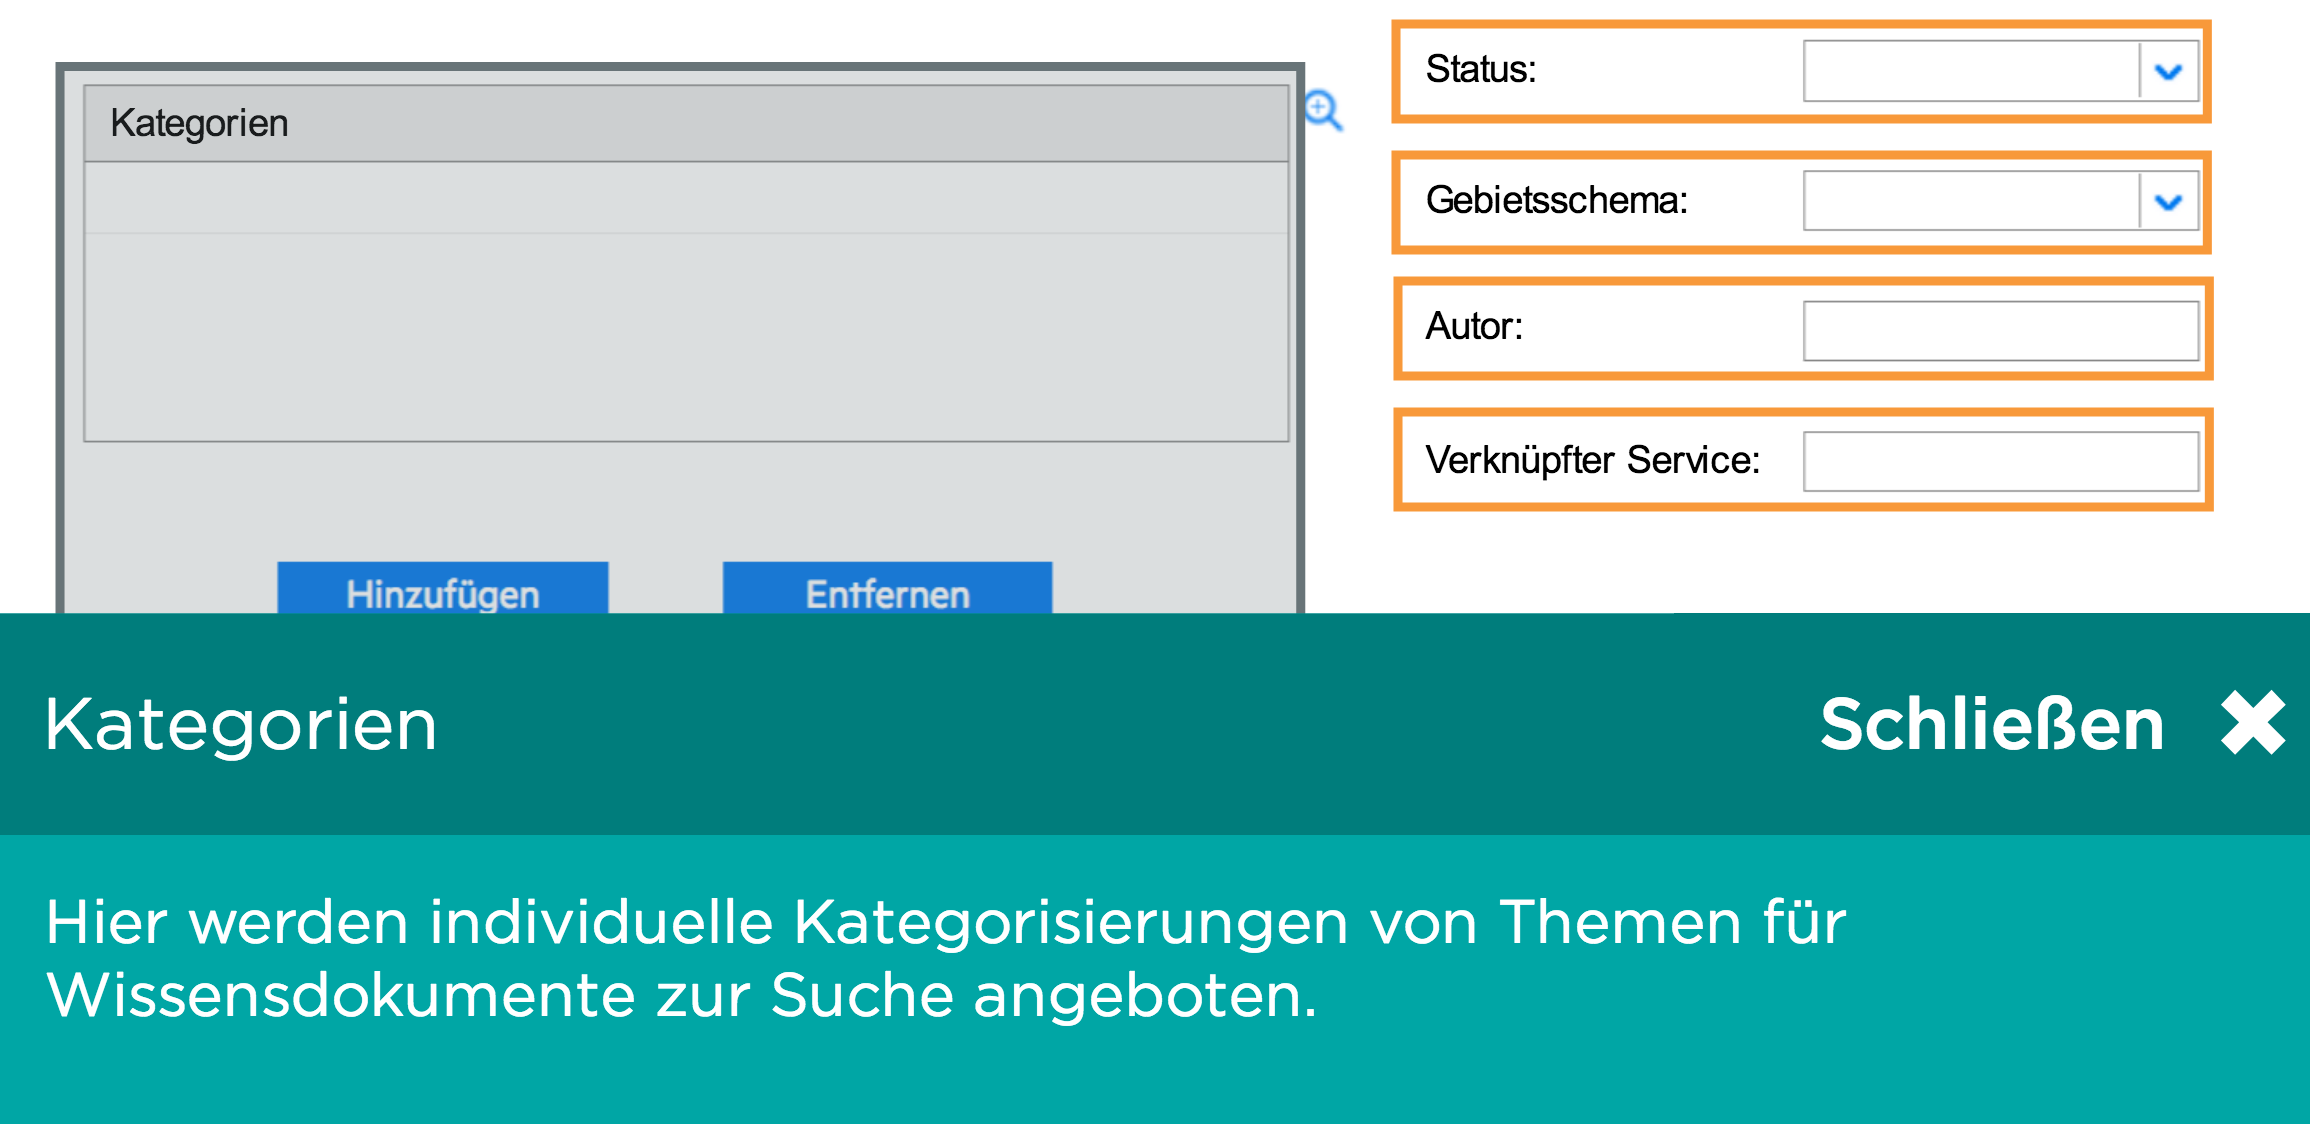 Kategorien
Status:
Gebietsschema:
Autor:
Verknüpfter Service:
Hinzufügen
Entfernen
Kategorien
Schließen
Hier werden individuelle Kategorisierungen von Themen für
Wissensdokumente zur Suche angeboten.